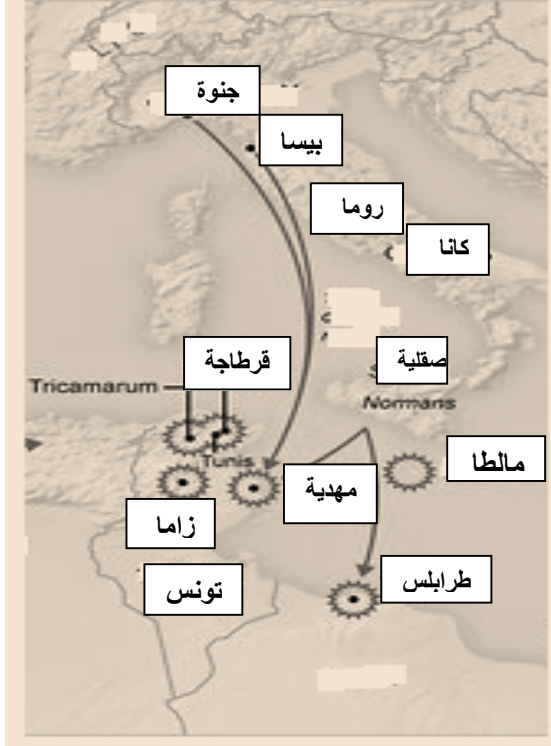 جنوة
بيسا
روما
كانا
قرطاجة
صقلية
Tricamarum
Normans
Tunis
مالطا
مهدية
زاما
طرابلس
تونس